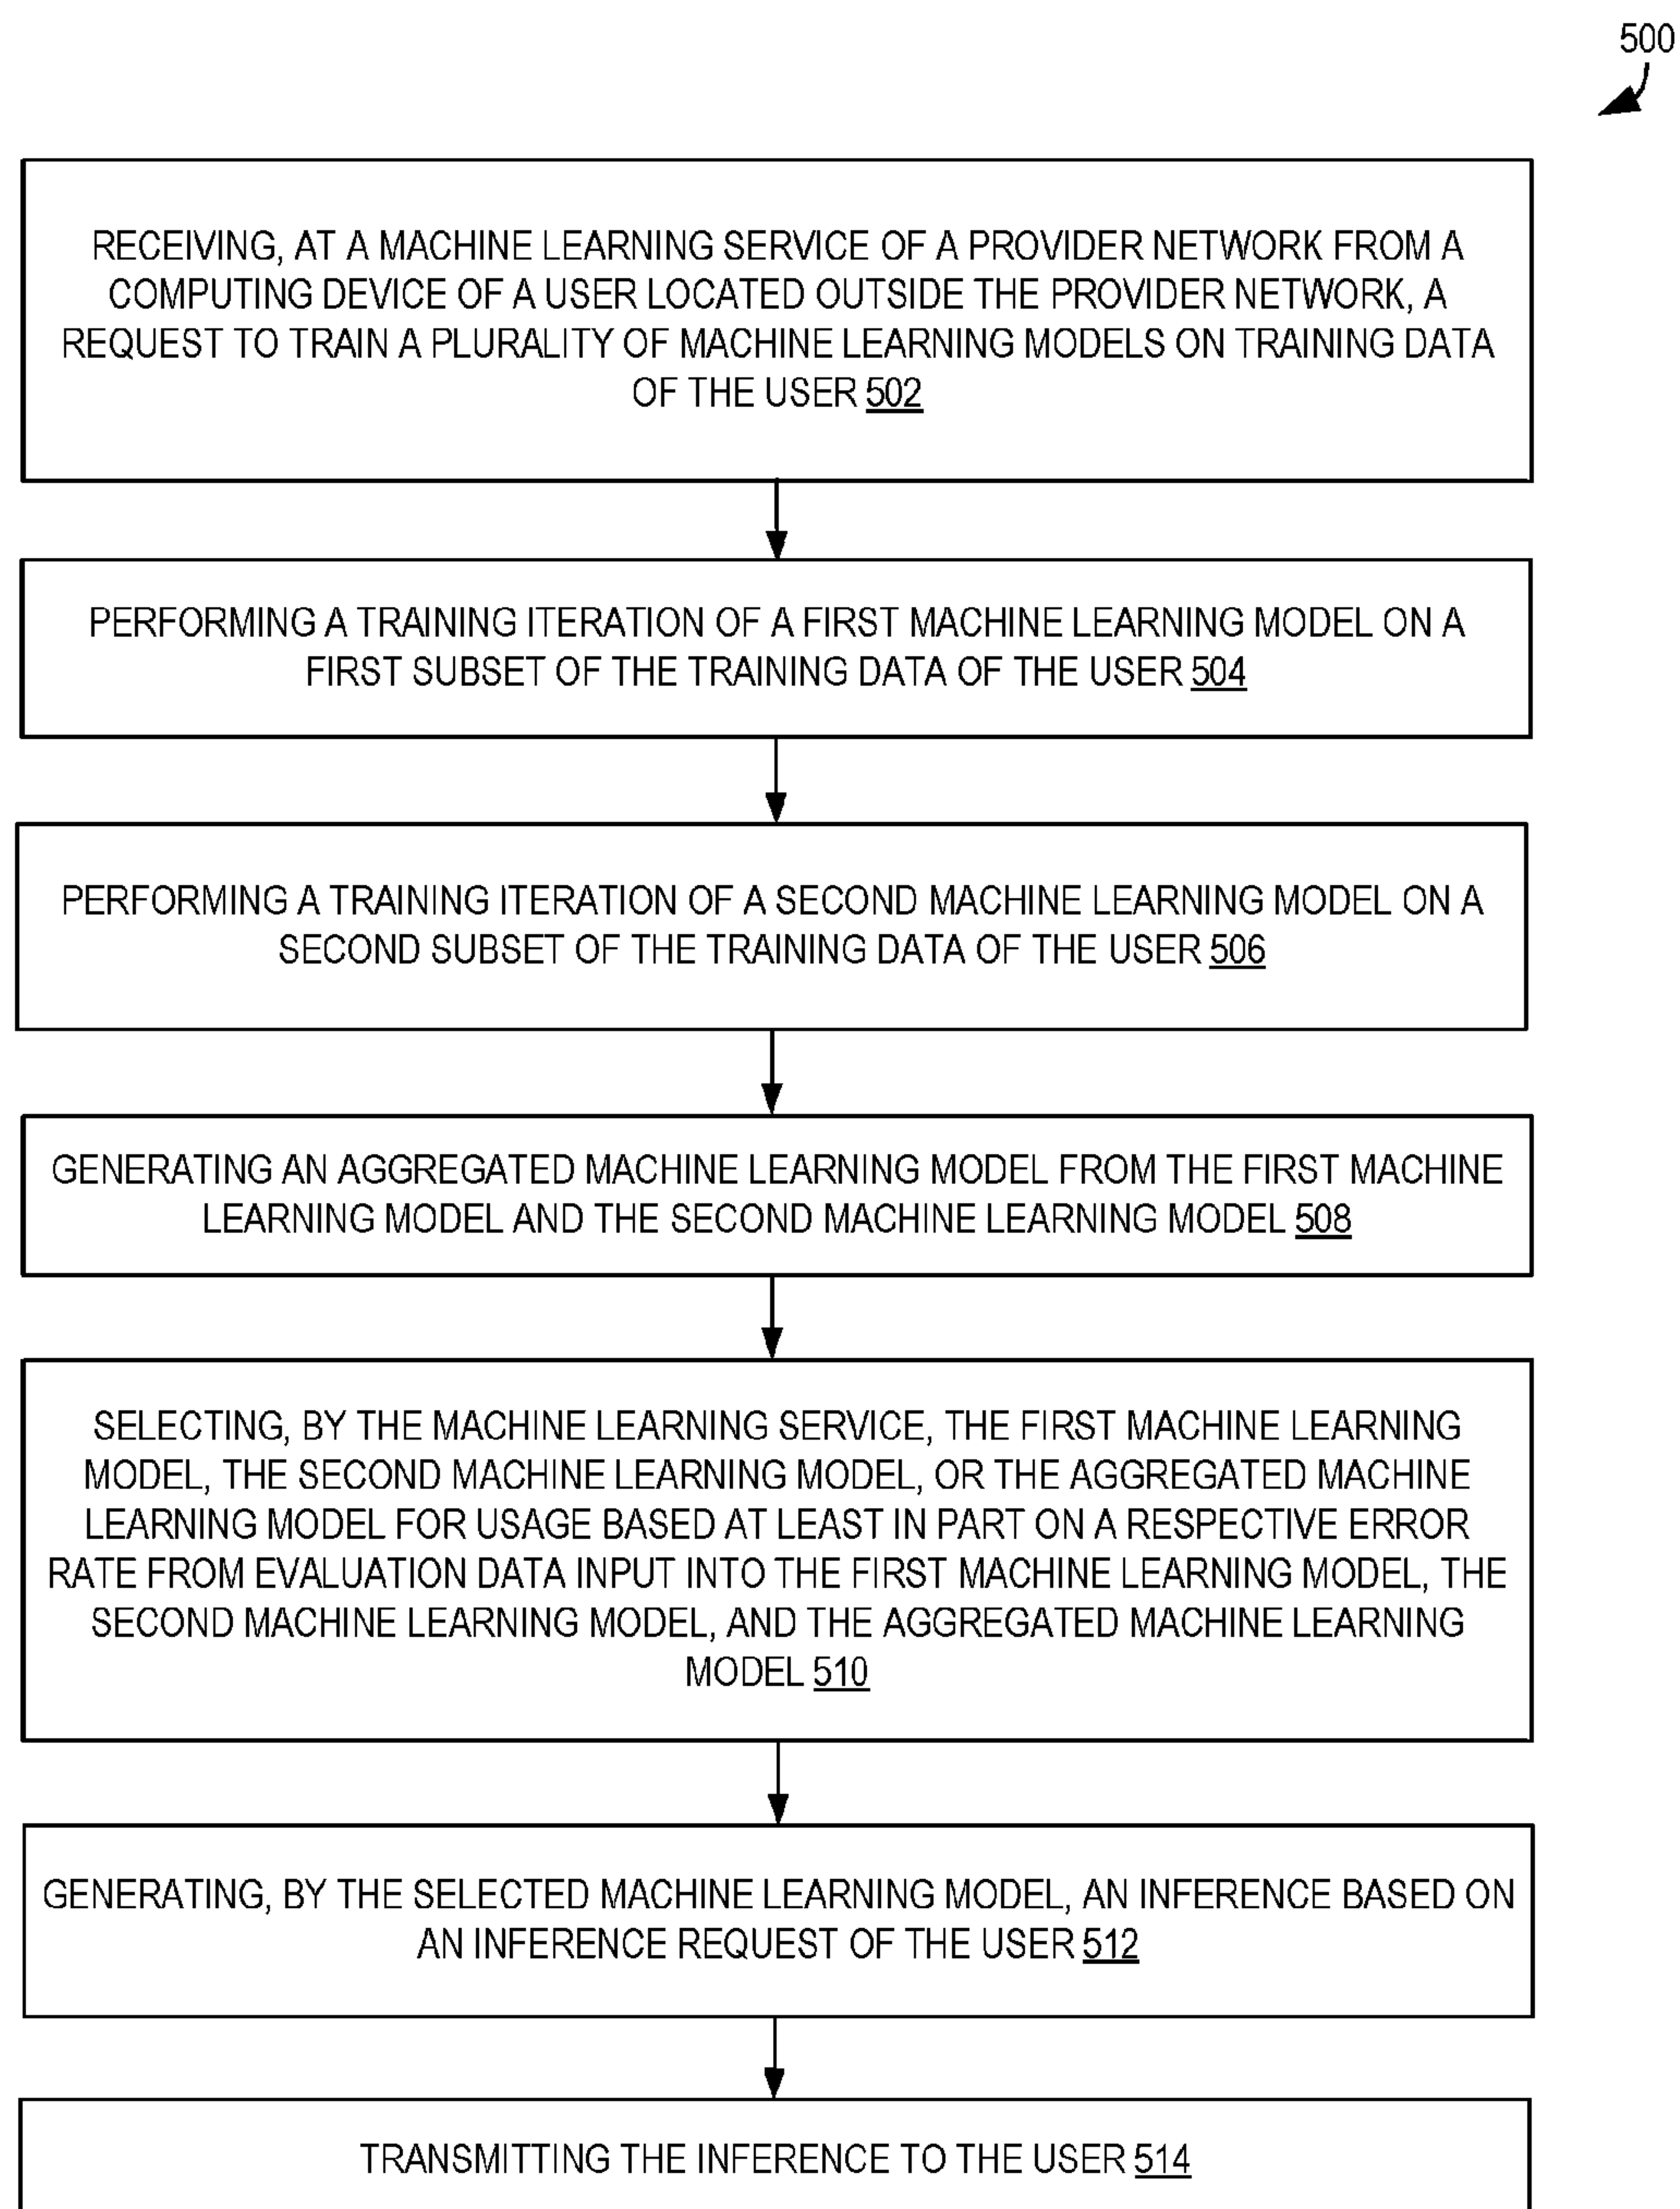 500
RECEIVING, AT A MACHINE LEARNING SERVICE OF A PROVIDER NETWORK FROM A
COMPUTING DEVICE OF A USER LOCATED OUTSIDE THE PROVIDER NETWORK, A
REQUEST TO TRAIN A PLURALITY OF MACHINE LEARNING MODELS ON TRAINING DATA
OF THE USER 502
PERFORMING A TRAINING ITERATION OF A FIRST MACHINE LEARNING MODEL ON A
FIRST SUBSET OF THE TRAINING DATA OF THE USER 504
PERFORMING A TRAINING ITERATION OF A SECOND MACHINE LEARNING MODEL ON A
SECOND SUBSET OF THE TRAINING DATA OF THE USER 506
GENERATING AN AGGREGATED MACHINE LEARNING MODEL FROM THE FIRST MACHINE
LEARNING MODEL AND THE SECOND MACHINE LEARNING MODEL 508
SELECTING, BY THE MACHINE LEARNING SERVICE, THE FIRST MACHINE LEARNING
MODEL, THE SECOND MACHINE LEARNING MODEL, OR THE AGGREGATED MACHINE
LEARNING MODEL FOR USAGE BASED AT LEAST IN PART ON A RESPECTIVE ERROR
RATE FROM EVALUATION DATA INPUT INTO THE FIRST MACHINE LEARNING MODEL, THE
SECOND MACHINE LEARNING MODEL, AND THE AGGREGATED MACHINE LEARNING
MODEL 510
GENERATING, BY THE SELECTED MACHINE LEARNING MODEL, AN INFERENCE BASED ON
AN INFERENCE REQUEST OF THE USER 512
TRANSMITTING THE INFERENCE TO THE USER 514